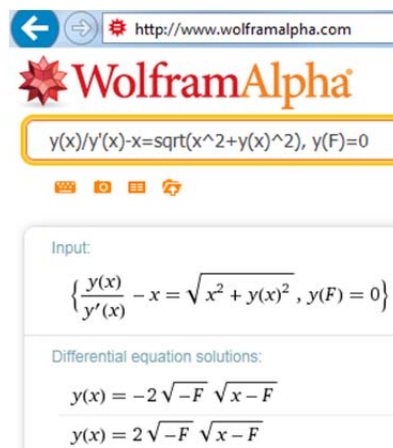 http://www.wolframalpha.com
WolframAlpha
y(x)/y'(x)-x=sqrt(x^2+y(x)^2), y(F)=0
Input:
{y(x)/y′(x) − x = √(x² + y(x)²), y(F) = 0}
Differential equation solutions:
y(x) = −2 √(−F) √(x − F)
y(x) = 2 √(−F) √(x − F)